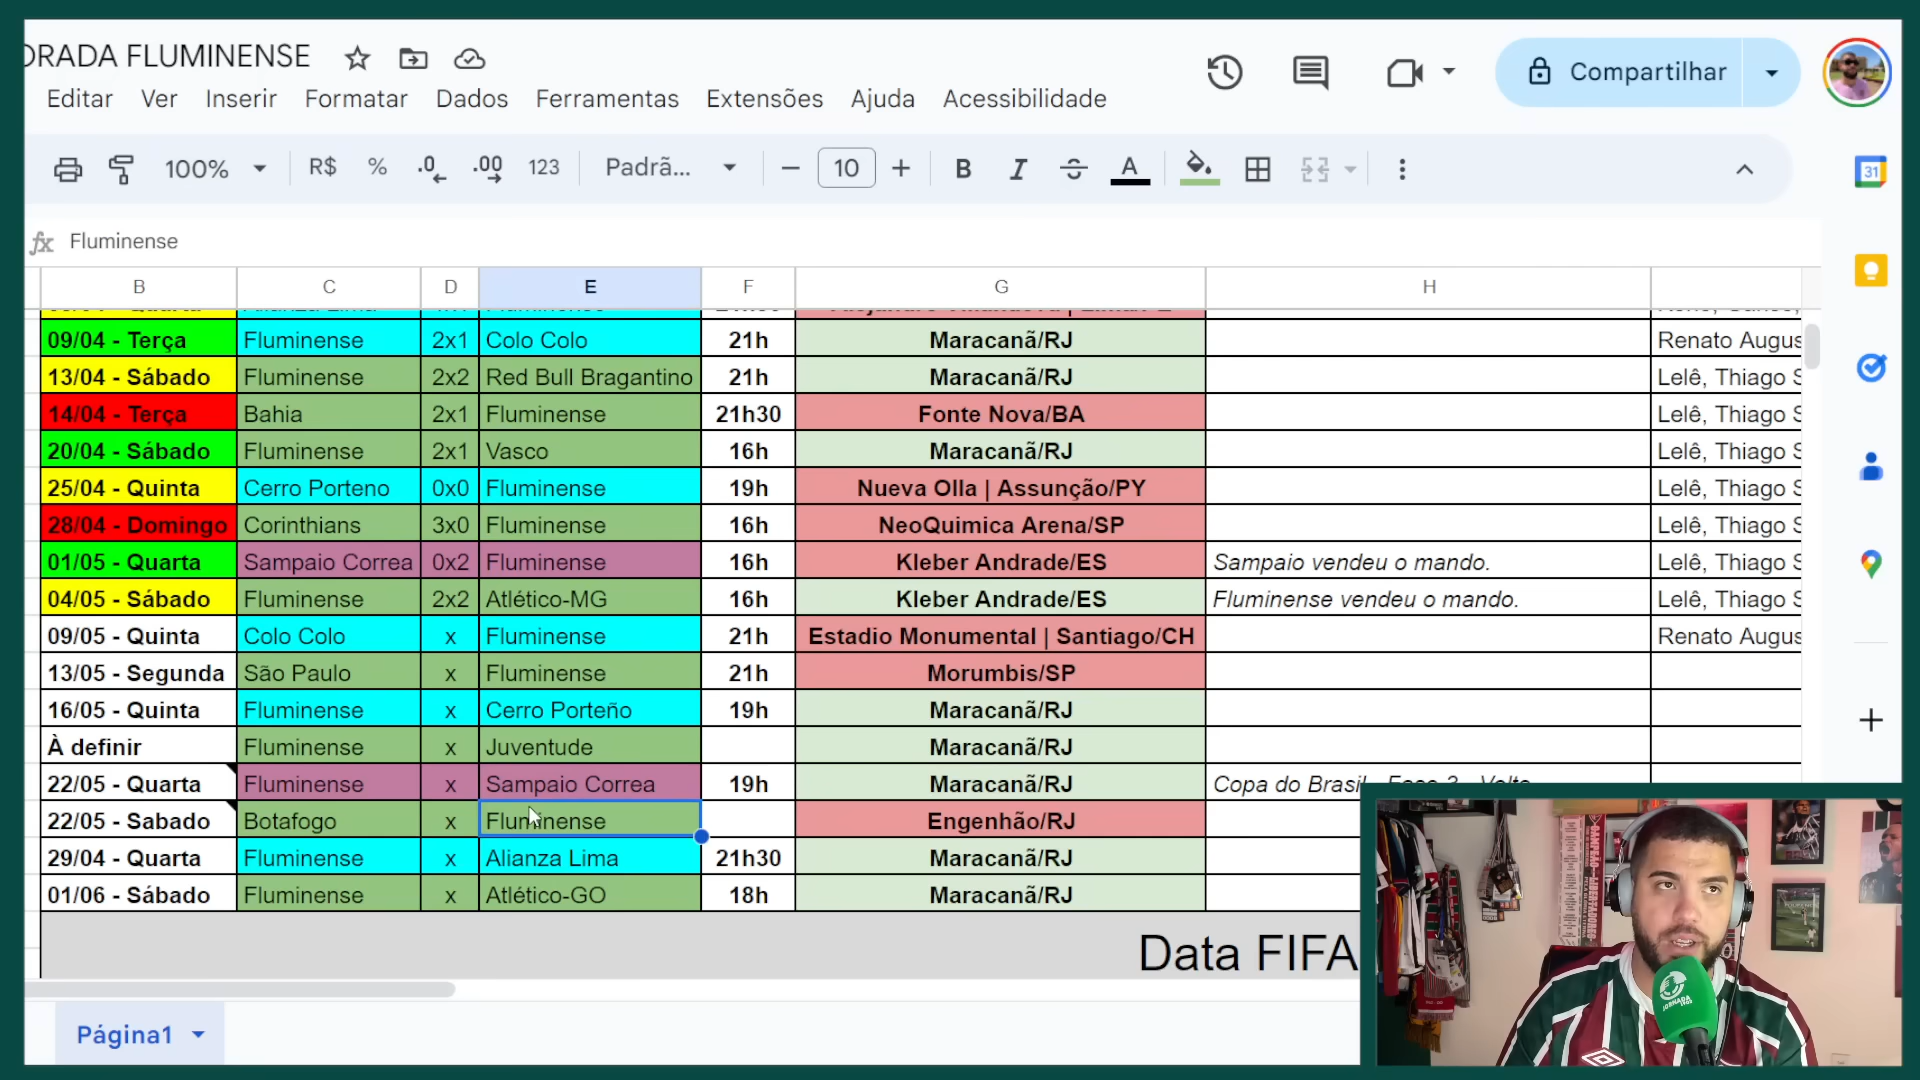 ORADA FLUMINENSE
Compartilhar
Editar Ver Inserir Formatar Dados Ferramentas Extensões Ajuda Acessibilidade
100% R$ % .0 .00 123 Padrã... 10 B I S A
31
fx Fluminense
B C D E F G H
09/04 - Terça Fluminense 2x1 Colo Colo 21h Maracanã/RJ Renato Augus
13/04 - Sábado Fluminense 2x2 Red Bull Bragantino 21h Maracanã/RJ Lelê, Thiago S
14/04 - Terça Bahia 2x1 Fluminense 21h30 Fonte Nova/BA Lelê, Thiago S
20/04 - Sábado Fluminense 2x1 Vasco 16h Maracanã/RJ Lelê, Thiago S
25/04 - Quinta Cerro Porteno 0x0 Fluminense 19h Nueva Olla | Assunção/PY Lelê, Thiago S
28/04 - Domingo Corinthians 3x0 Fluminense 16h NeoQuimica Arena/SP Lelê, Thiago S
01/05 - Quarta Sampaio Correa 0x2 Fluminense 16h Kleber Andrade/ES Sampaio vendeu o mando. Lelê, Thiago S
04/05 - Sábado Fluminense 2x2 Atlético-MG 16h Kleber Andrade/ES Fluminense vendeu o mando. Lelê, Thiago S
09/05 - Quinta Colo Colo x Fluminense 21h Estadio Monumental | Santiago/CH Renato Augus
13/05 - Segunda São Paulo x Fluminense 21h Morumbis/SP
16/05 - Quinta Fluminense x Cerro Porteño 19h Maracanã/RJ
À definir Fluminense x Juventude Maracanã/RJ
22/05 - Quarta Fluminense x Sampaio Correa 19h Maracanã/RJ Copa do Brasil - Fase 3 - Volta
22/05 - Sabado Botafogo x Fluminense Engenhão/RJ
29/04 - Quarta Fluminense x Alianza Lima 21h30 Maracanã/RJ
01/06 - Sábado Fluminense x Atlético-GO 18h Maracanã/RJ
Data FIFA
Página1
JORNADA